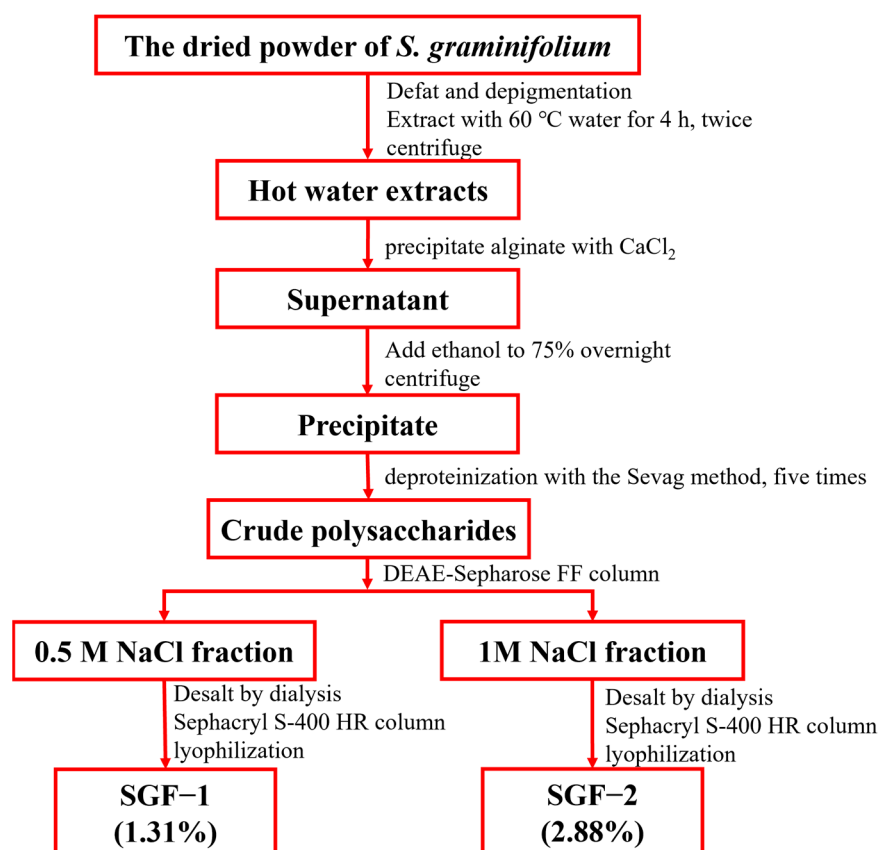 The dried powder of S. graminifolium
Defat and depigmentation
Extract with 60 ℃ water for 4 h, twice
centrifuge
Hot water extracts
precipitate alginate with CaCl₂
Supernatant
Add ethanol to 75% overnight
centrifuge
Precipitate
deproteinization with the Sevag method, five times
Crude polysaccharides
DEAE-Sepharose FF column
0.5 M NaCl fraction
Desalt by dialysis
Sephacryl S-400 HR column
lyophilization
SGF−1
(1.31%)
1M NaCl fraction
Desalt by dialysis
Sephacryl S-400 HR column
lyophilization
SGF−2
(2.88%)